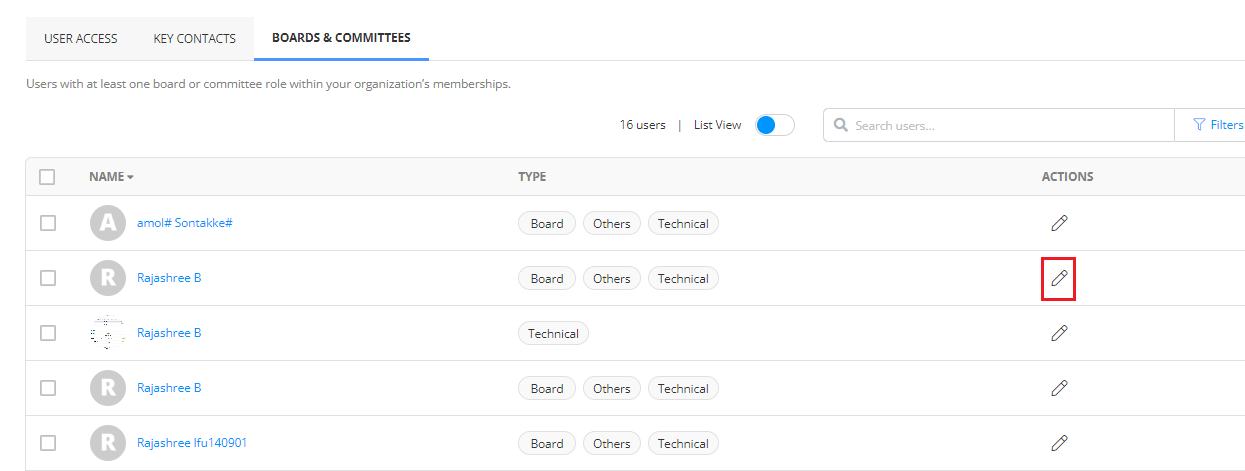 USER ACCESS KEY CONTACTS BOARDS & COMMITTEES
Users with at least one board or committee role within your organization's memberships.
16 users | List View Search users... Filters
NAME TYPE ACTIONS
A amol# Sontakke# Board Others Technical
R Rajashree B Board Others Technical
Rajashree B Technical
R Rajashree B Board Others Technical
R Rajashree lfu140901 Board Others Technical